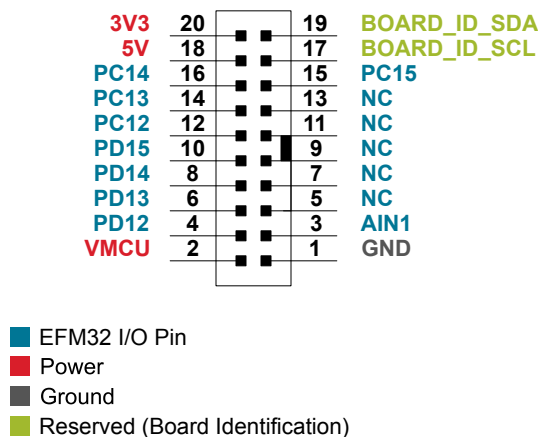 3V3 20 19 BOARD_ID_SDA
5V 18 17 BOARD_ID_SCL
PC14 16 15 PC15
PC13 14 13 NC
PC12 12 11 NC
PD15 10 9 NC
PD14 8 7 NC
PD13 6 5 NC
PD12 4 3 AIN1
VMCU 2 1 GND
EFM32 I/O Pin
Power
Ground
Reserved (Board Identification)